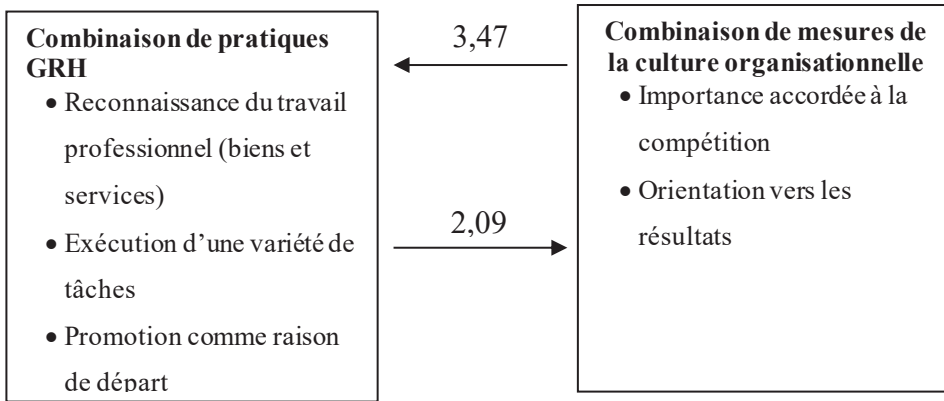 Combinaison de pratiques
GRH
• Reconnaissance du travail
professionnel (biens et
services)
• Exécution d'une variété de
tâches
• Promotion comme raison
de départ
3,47
2,09
Combinaison de mesures de
la culture organisationnelle
• Importance accordée à la
compétition
• Orientation vers les
résultats